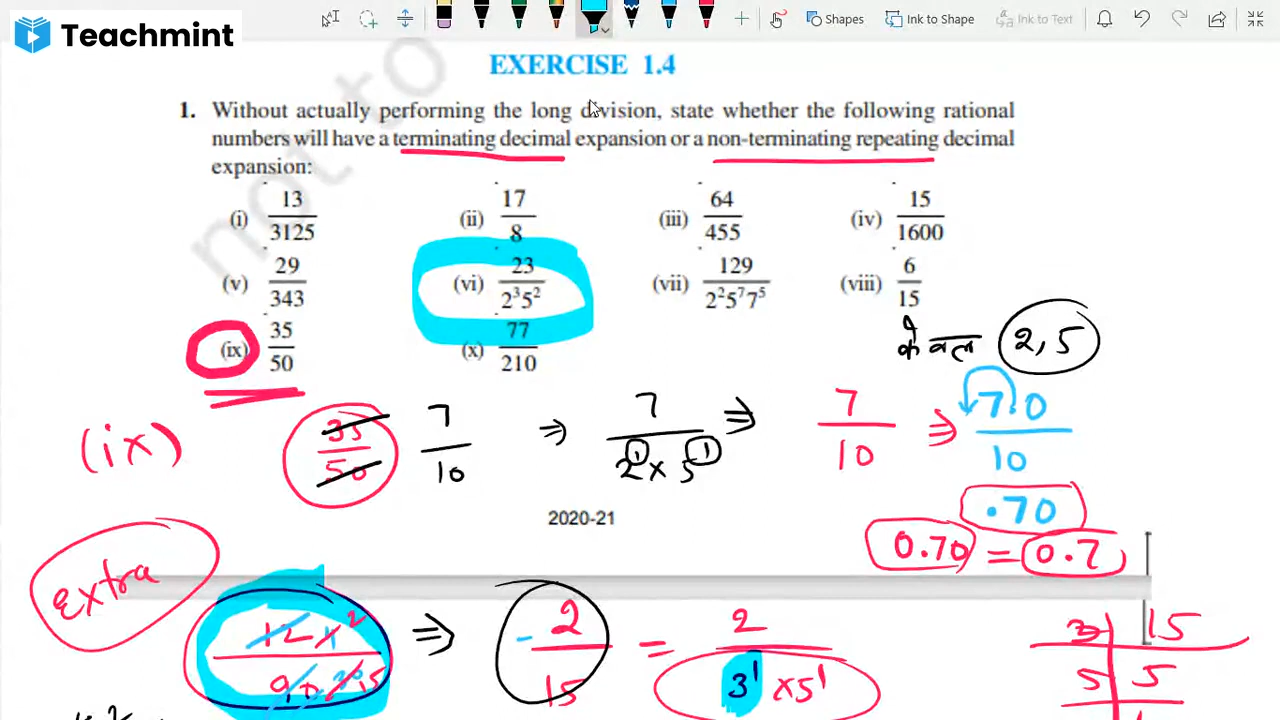 Teachmint
Shapes Ink to Shape Ink to Text
EXERCISE 1.4
1. Without actually performing the long division, state whether the following rational
numbers will have a terminating decimal expansion or a non-terminating repeating decimal
expansion:
(i) 13/3125 (ii) 17/8 (iii) 64/455 (iv) 15/1600
(v) 29/343 (vi) 23/2³5² (vii) 129/2²5⁷7⁵ (viii) 6/15
(ix) 35/50 (x) 77/210
2, 5
(ix) 35/50 7/10 ⇒ 7/2¹×5¹ ⇒ 7/10 ⇒ 7.0/10
.70
2020-21
0.70 = 0.7
extra
⇒ -2/15 = 2/3¹×5¹
3 15
5 5
not to